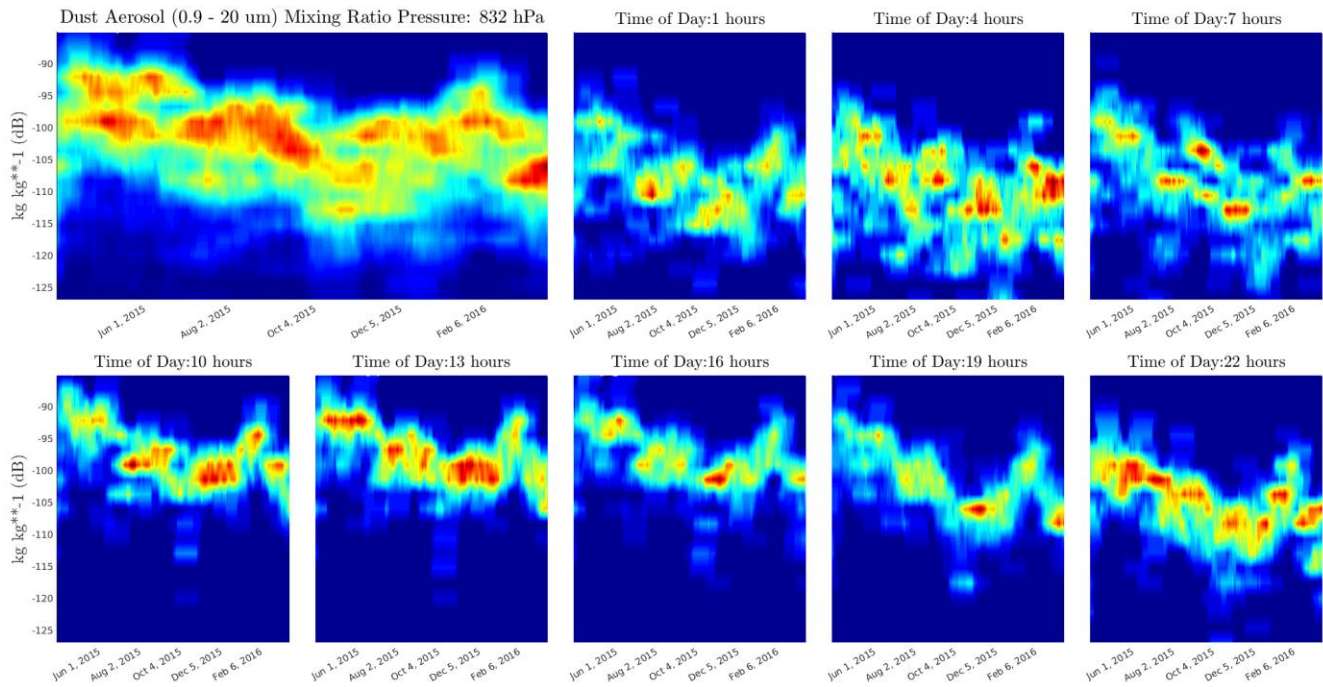 Dust Aerosol (0.9 - 20 um) Mixing Ratio Pressure: 832 hPa
Time of Day:1 hours
Time of Day:4 hours
Time of Day:7 hours
kg kg**-1 (dB)
-90
-95
-100
-105
-110
-115
-120
-125
Jun 1, 2015
Aug 2, 2015
Oct 4, 2015
Dec 5, 2015
Feb 6, 2016
Jun 1, 2015
Aug 2, 2015
Oct 4, 2015
Dec 5, 2015
Feb 6, 2016
Jun 1, 2015
Aug 2, 2015
Oct 4, 2015
Dec 5, 2015
Feb 6, 2016
Jun 1, 2015
Aug 2, 2015
Oct 4, 2015
Dec 5, 2015
Feb 6, 2016
Time of Day:10 hours
Time of Day:13 hours
Time of Day:16 hours
Time of Day:19 hours
Time of Day:22 hours
kg kg**-1 (dB)
-90
-95
-100
-105
-110
-115
-120
-125
Jun 1, 2015
Aug 2, 2015
Oct 4, 2015
Dec 5, 2015
Feb 6, 2016
Jun 1, 2015
Aug 2, 2015
Oct 4, 2015
Dec 5, 2015
Feb 6, 2016
Jun 1, 2015
Aug 2, 2015
Oct 4, 2015
Dec 5, 2015
Feb 6, 2016
Jun 1, 2015
Aug 2, 2015
Oct 4, 2015
Dec 5, 2015
Feb 6, 2016
Jun 1, 2015
Aug 2, 2015
Oct 4, 2015
Dec 5, 2015
Feb 6, 2016